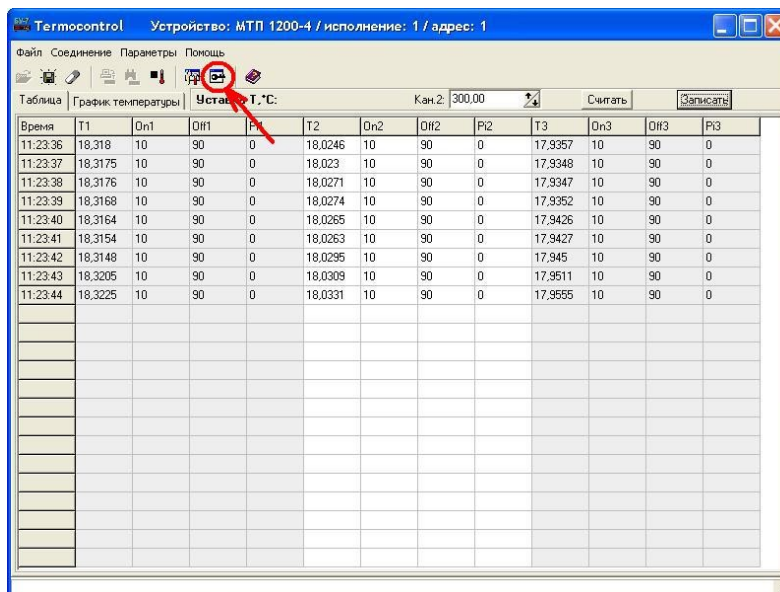 Termocontrol Устройство: МТП 1200-4 / исполнение: 1 / адрес: 1
Файл Соединение Параметры Помощь
Таблица График температуры Уставка T,°C: Кан.2: 300,00 Считать Записать
Время T1 On1 Off1 Pi1 T2 On2 Off2 Pi2 T3 On3 Off3 Pi3
11:23:36 18,318 10 90 0 18,0246 10 90 0 17,9357 10 90 0
11:23:37 18,3175 10 90 0 18,023 10 90 0 17,9348 10 90 0
11:23:38 18,3176 10 90 0 18,0271 10 90 0 17,9347 10 90 0
11:23:39 18,3168 10 90 0 18,0274 10 90 0 17,9352 10 90 0
11:23:40 18,3164 10 90 0 18,0265 10 90 0 17,9426 10 90 0
11:23:41 18,3154 10 90 0 18,0263 10 90 0 17,9427 10 90 0
11:23:42 18,3148 10 90 0 18,0295 10 90 0 17,945 10 90 0
11:23:43 18,3205 10 90 0 18,0309 10 90 0 17,9511 10 90 0
11:23:44 18,3225 10 90 0 18,0331 10 90 0 17,9555 10 90 0